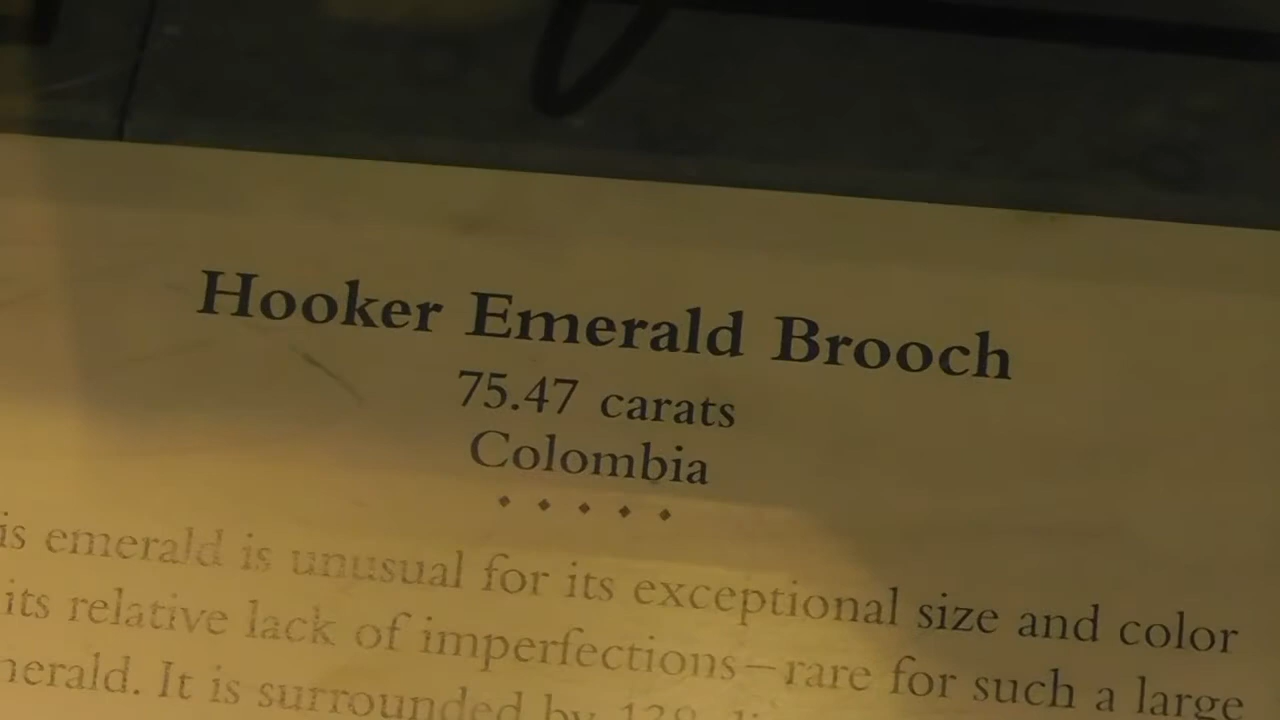 Hooker Emerald Brooch
75.47 carats
Colombia
is emerald is unusual for its exceptional size and color
its relative lack of imperfections—rare for such a large
nerald. It is surrounded by